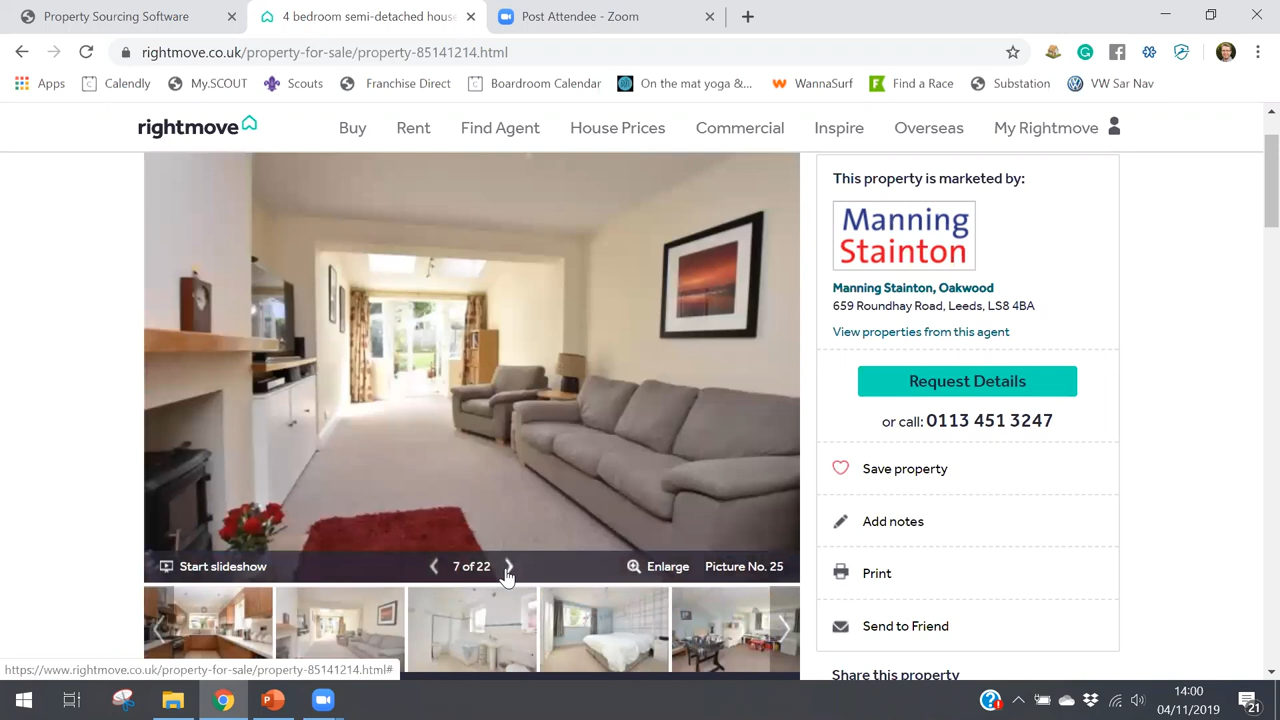 Property Sourcing Software
4 bedroom semi-detached hous
Post Attendee - Zoom
rightmove.co.uk/property-for-sale/property-85141214.html
Apps Calendly My.SCOUT Scouts Franchise Direct Boardroom Calendar On the mat yoga &... WannaSurf Find a Race Substation VW Sar Nav
rightmove Buy Rent Find Agent House Prices Commercial Inspire Overseas My Rightmove
This property is marketed by:
Manning
Stainton
Manning Stainton, Oakwood
659 Roundhay Road, Leeds, LS8 4BA
View properties from this agent
Request Details
or call: 0113 451 3247
Save property
Add notes
Print
Send to Friend
Share this property
Start slideshow 7 of 22 Enlarge Picture No. 25
https://www.rightmove.co.uk/property-for-sale/property-85141214.html#
14:00
04/11/2019
21